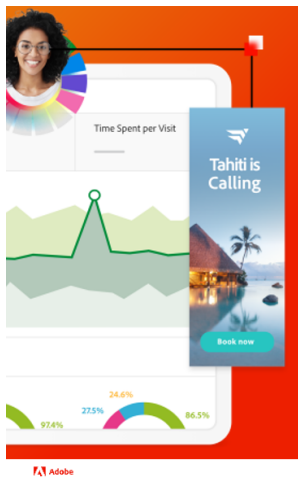 Time Spent per Visit
Tahiti is
Calling
Book now
24.6%
27.5%
86.5%
97.4%
Adobe